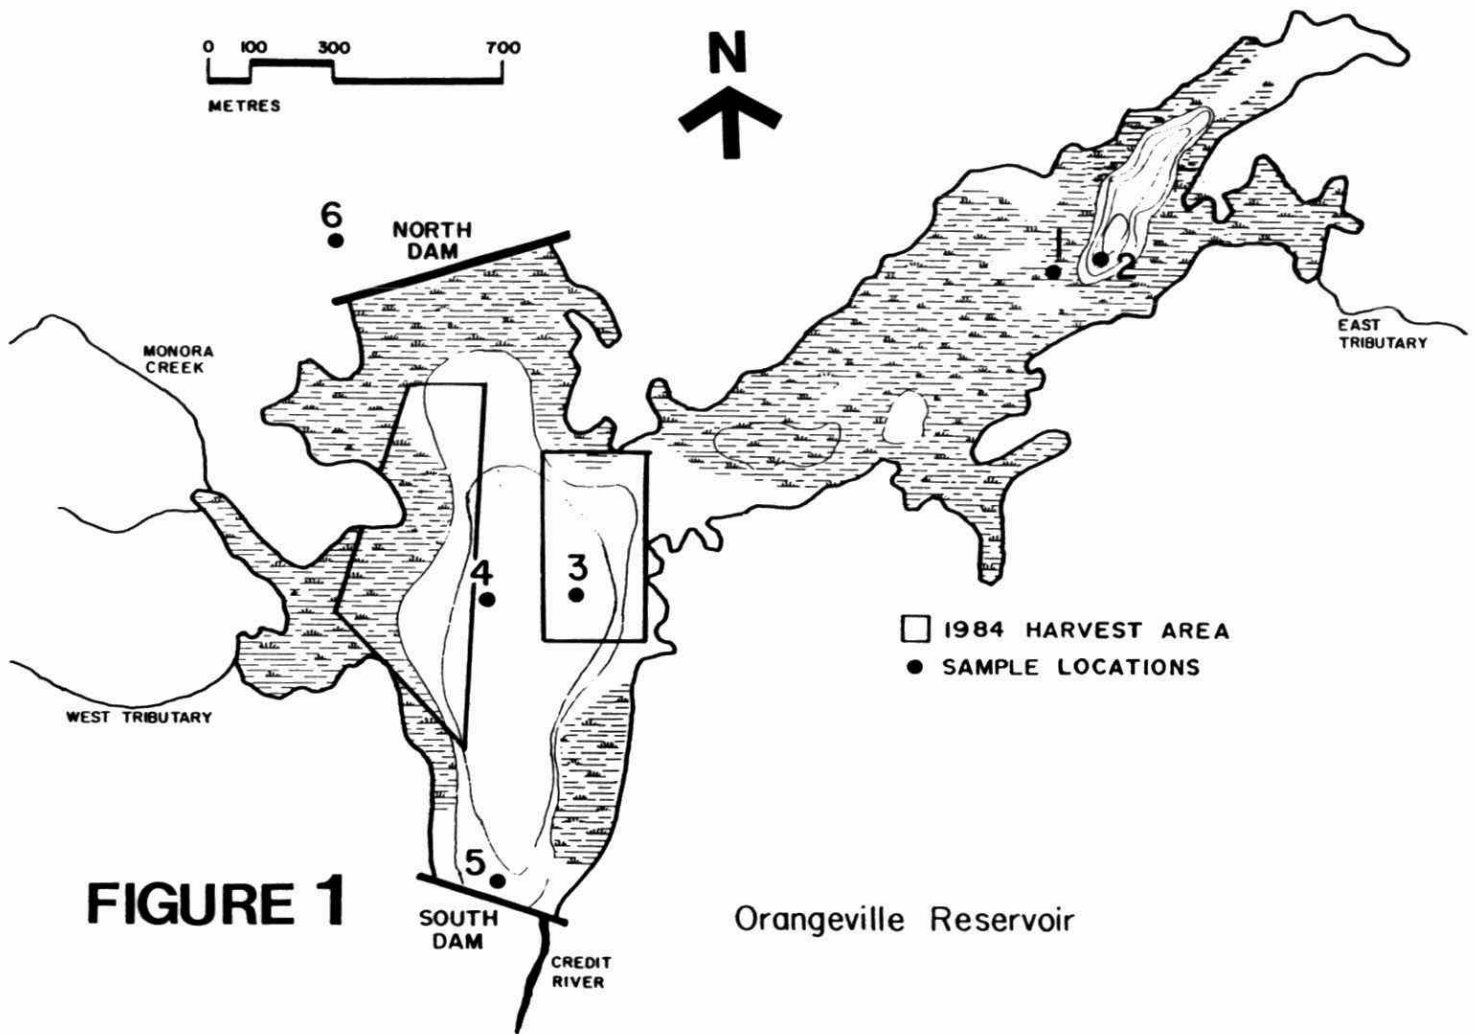 0 100 300 700
METRES
N
6
NORTH
DAM
1
2
EAST
TRIBUTARY
MONORA
CREEK
4
3
1984 HARVEST AREA
SAMPLE LOCATIONS
WEST TRIBUTARY
5
FIGURE 1
SOUTH
DAM
Orangeville Reservoir
CREDIT
RIVER